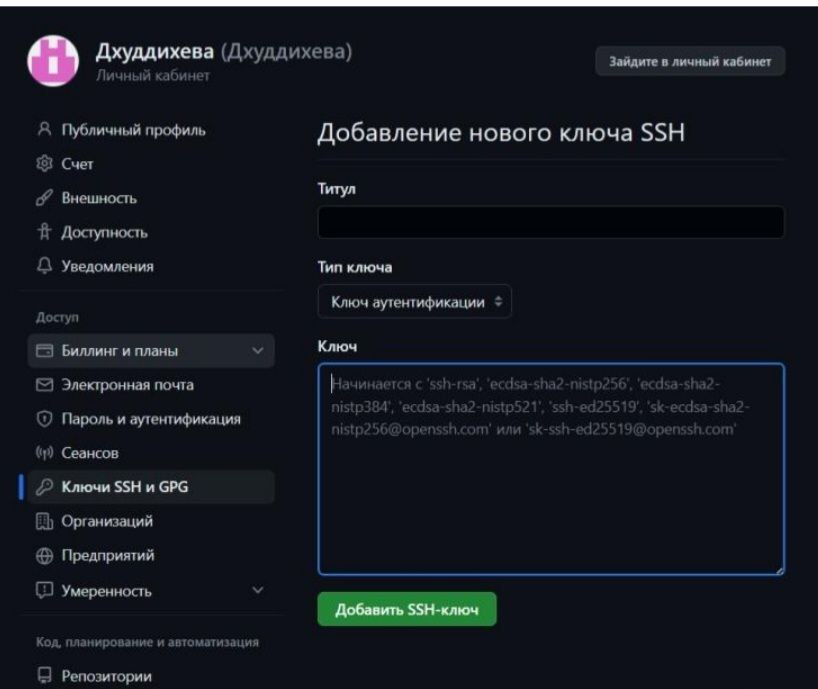 Дхуддихева (Дхуддихева)
Личный кабинет
Зайдите в личный кабинет
Публичный профиль
Счет
Внешность
Доступность
Уведомления
Доступ
Биллинг и планы
Электронная почта
Пароль и аутентификация
Сеансов
Ключи SSH и GPG
Организаций
Предприятий
Умеренность
Код, планирование и автоматизация
Репозитории
Добавление нового ключа SSH
Титул
Тип ключа
Ключ аутентификации
Ключ
Начинается с 'ssh-rsa', 'ecdsa-sha2-nistp256', 'ecdsa-sha2-
nistp384', 'ecdsa-sha2-nistp521', 'ssh-ed25519', 'sk-ecdsa-sha2-
nistp256@openssh.com' или 'sk-ssh-ed25519@openssh.com'
Добавить SSH-ключ